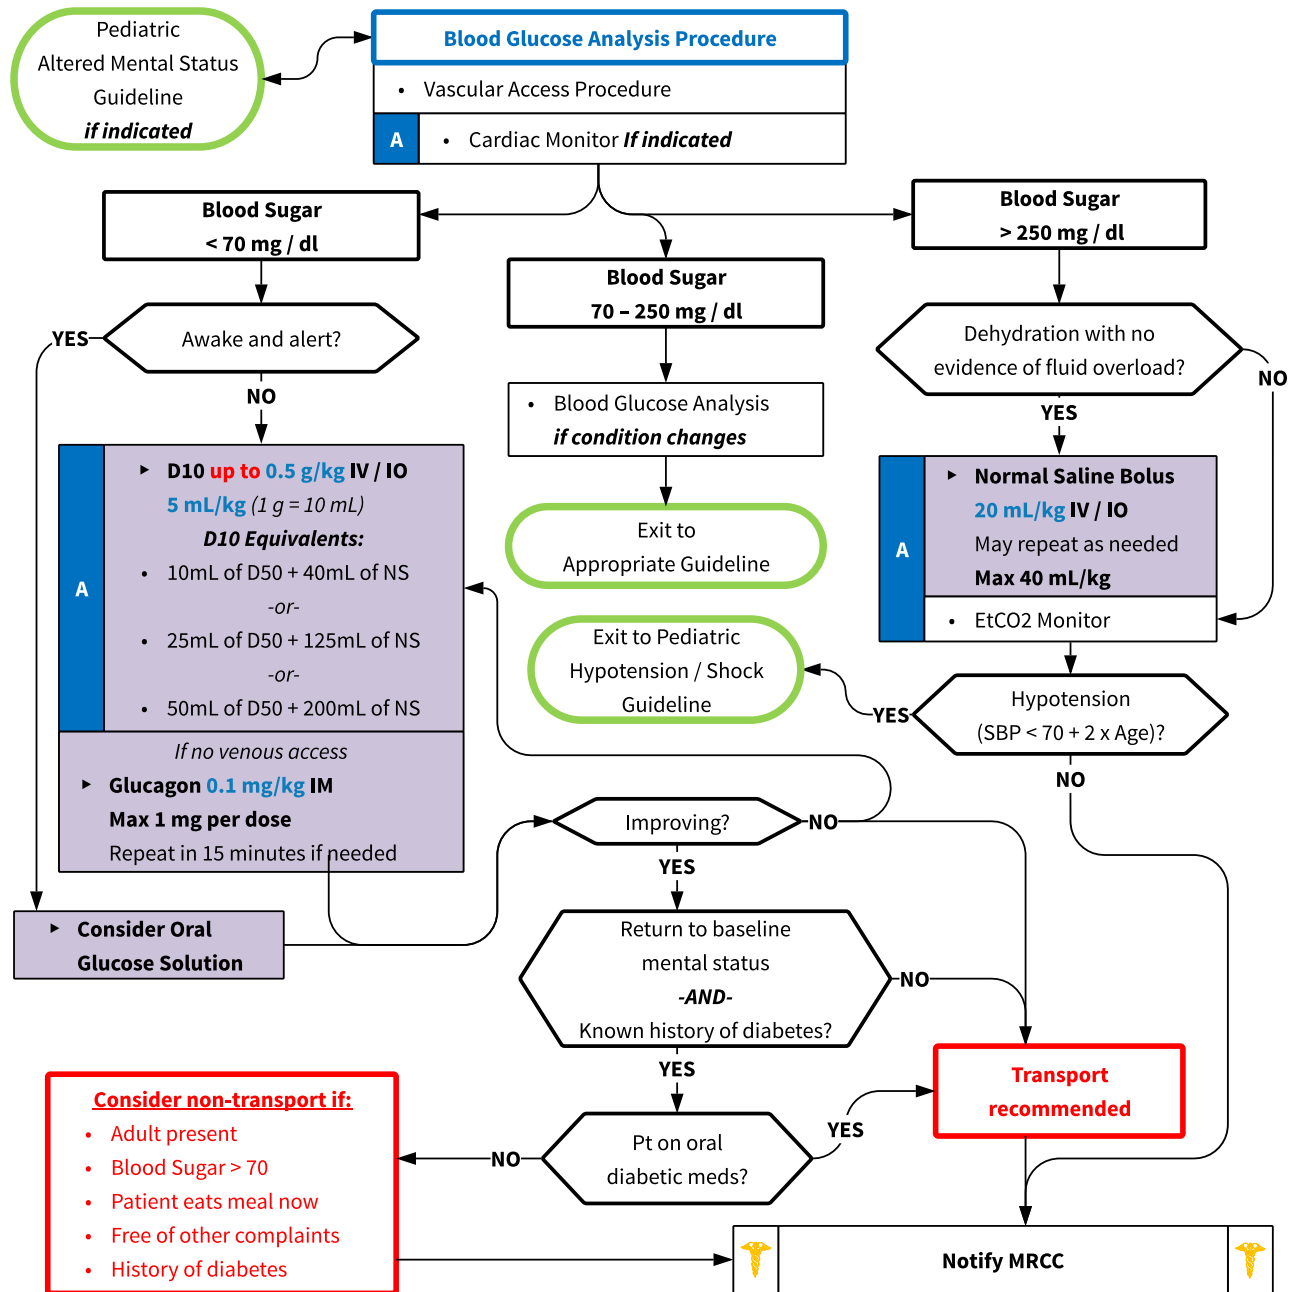 Pediatric
Altered Mental Status
Guideline
if indicated
Blood Glucose Analysis Procedure
• Vascular Access Procedure
A
• Cardiac Monitor If indicated
Blood Sugar
< 70 mg / dl
Blood Sugar
70 – 250 mg / dl
Blood Sugar
> 250 mg / dl
Awake and alert?
YES
NO
• Blood Glucose Analysis
if condition changes
Exit to
Appropriate Guideline
Dehydration with no
evidence of fluid overload?
NO
YES
A
▸ D10 up to 0.5 g/kg IV / IO
5 mL/kg (1 g = 10 mL)
D10 Equivalents:
• 10mL of D50 + 40mL of NS
-or-
• 25mL of D50 + 125mL of NS
-or-
• 50mL of D50 + 200mL of NS
If no venous access
▸ Glucagon 0.1 mg/kg IM
Max 1 mg per dose
Repeat in 15 minutes if needed
▸ Consider Oral
Glucose Solution
A
▸ Normal Saline Bolus
20 mL/kg IV / IO
May repeat as needed
Max 40 mL/kg
• EtCO2 Monitor
Exit to Pediatric
Hypotension / Shock
Guideline
YES
Hypotension
(SBP < 70 + 2 x Age)?
NO
Improving?
NO
YES
Return to baseline
mental status
-AND-
Known history of diabetes?
NO
YES
Pt on oral
diabetic meds?
YES
NO
Transport
recommended
Consider non-transport if:
• Adult present
• Blood Sugar > 70
• Patient eats meal now
• Free of other complaints
• History of diabetes
Notify MRCC